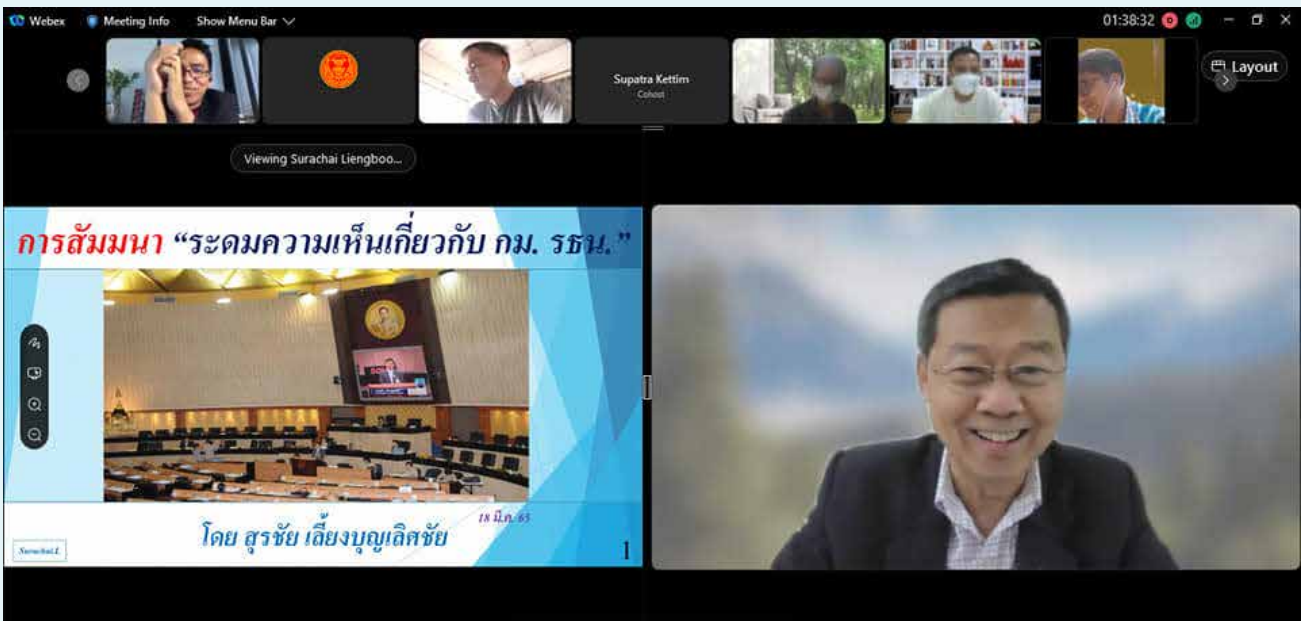 Webex Meeting Info Show Menu Bar 01:38:32
Supatra Kettim
Cohost
Layout
Viewing Surachai Liengboo...
การสัมมนา “ระดมความเห็นเกี่ยวกับ กม. รธน.”
18 มี.ค. 65
โดย สุรชัย เลี้ยงบุญเลิศชัย
Surachai.L
1